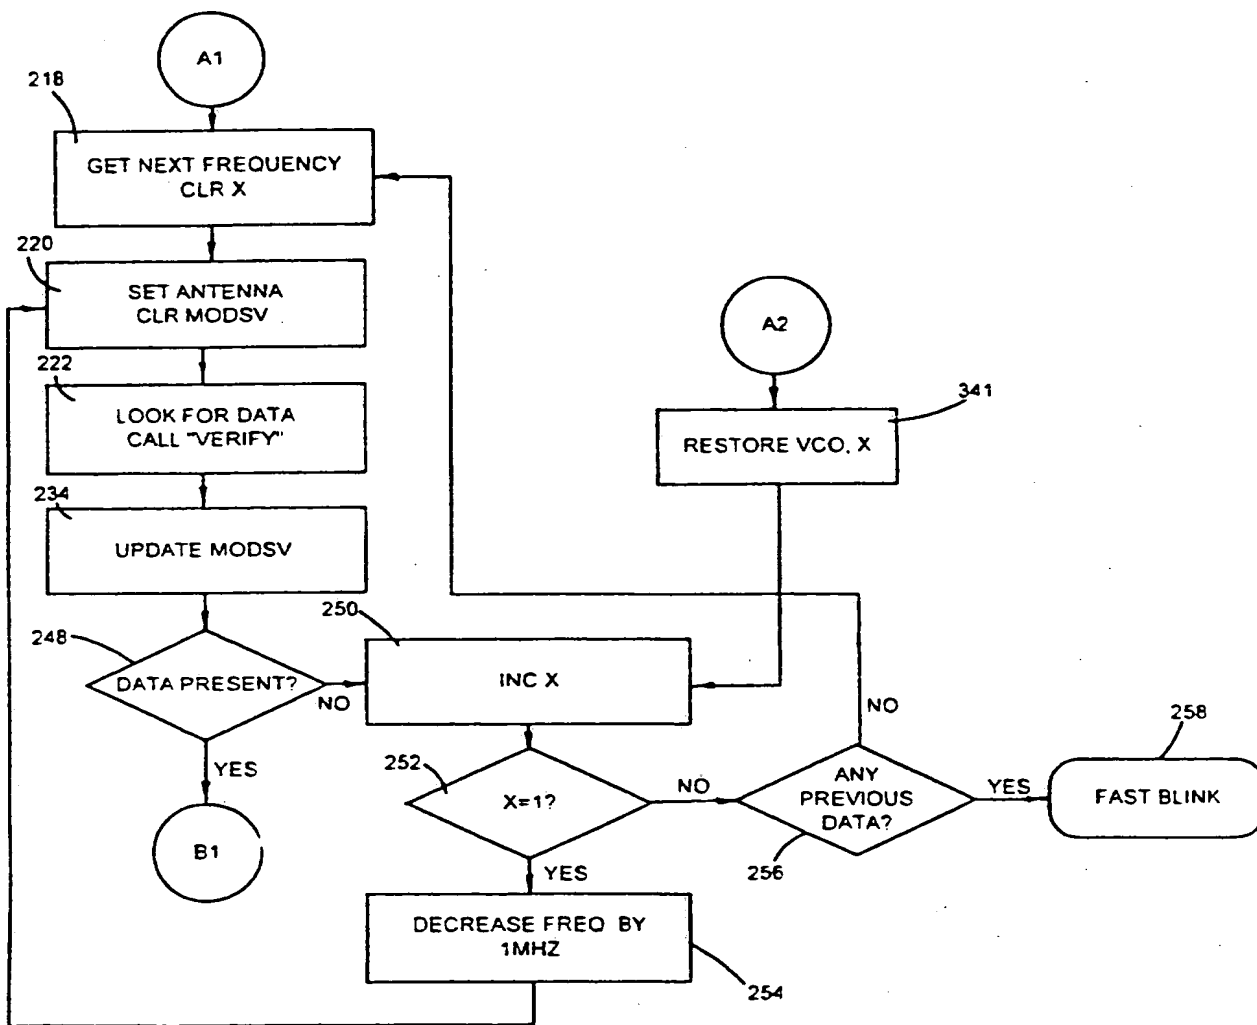 A1
218
GET NEXT FREQUENCY
CLR X
220
SET ANTENNA
CLR MODSV
A2
222
LOOK FOR DATA
CALL "VERIFY"
341
RESTORE VCO, X
234
UPDATE MODSV
250
INC X
248
DATA PRESENT?
NO
YES
B1
252
X=1?
NO
YES
NO
ANY
PREVIOUS
DATA?
256
YES
258
FAST BLINK
DECREASE FREQ BY
1MHZ
254